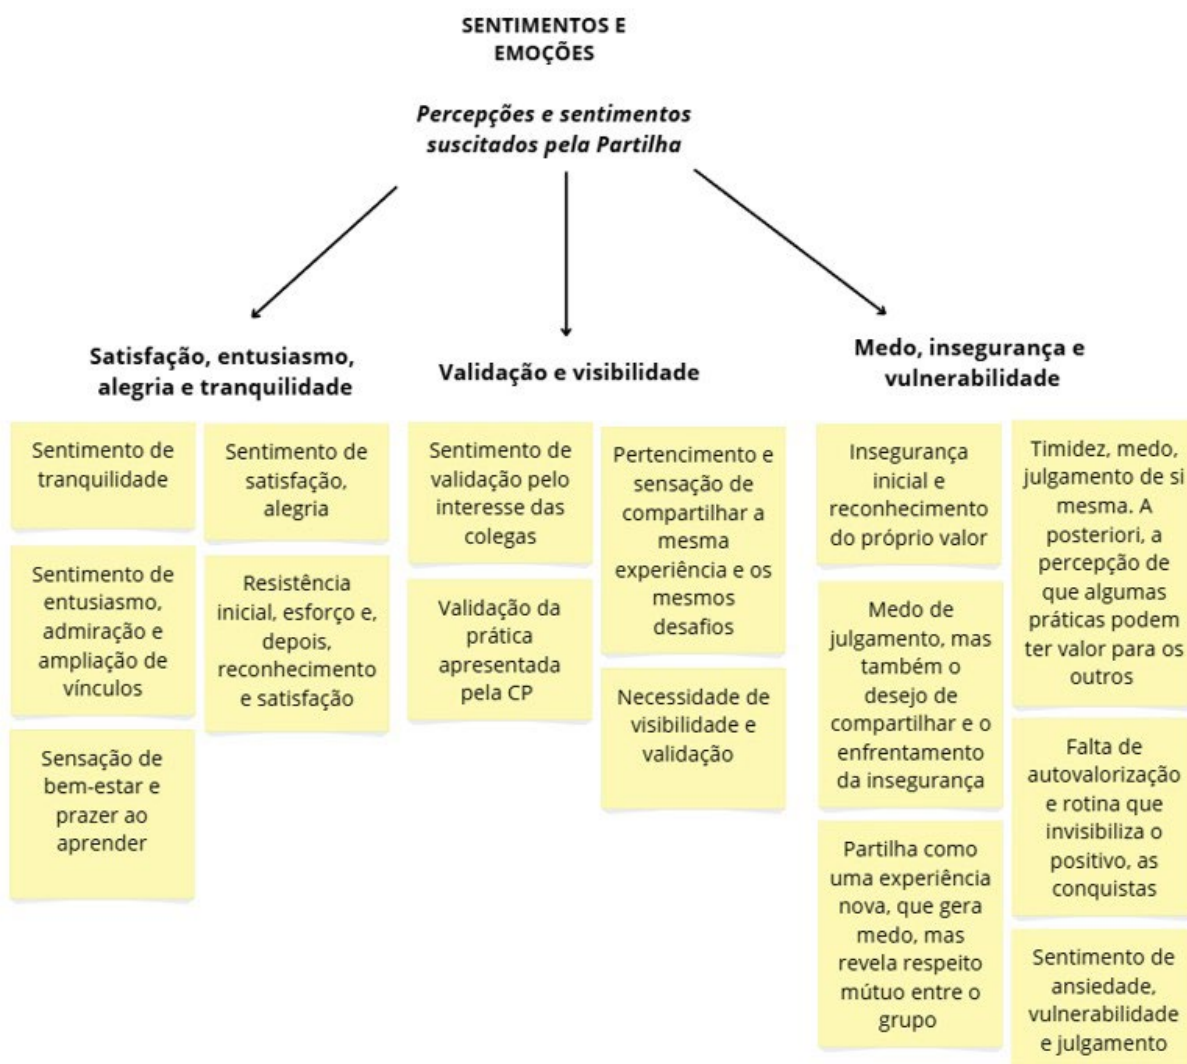 SENTIMENTOS E
EMOÇÕES
Percepções e sentimentos
suscitados pela Partilha
Satisfação, entusiasmo,
alegria e tranquilidade
Sentimento de
tranquilidade
Sentimento de
entusiasmo,
admiração e
ampliação de
vínculos
Sensação de
bem-estar e
prazer ao
aprender
Sentimento de
satisfação,
alegria
Resistência
inicial, esforço e,
depois,
reconhecimento
e satisfação
Validação e visibilidade
Sentimento de
validação pelo
interesse das
colegas
Validação da
prática
apresentada
pela CP
Pertencimento e
sensação de
compartilhar a
mesma
experiência e os
mesmos
desafios
Necessidade de
visibilidade e
validação
Medo, insegurança e
vulnerabilidade
Insegurança
inicial e
reconhecimento
do próprio valor
Medo de
julgamento, mas
também o
desejo de
compartilhar e o
enfrentamento
da insegurança
Partilha como
uma experiência
nova, que gera
medo, mas
revela respeito
mútuo entre o
grupo
Timidez, medo,
julgamento de si
mesma. A
posteriori, a
percepção de
que algumas
práticas podem
ter valor para os
outros
Falta de
autovalorização
e rotina que
invisibiliza o
positivo, as
conquistas
Sentimento de
ansiedade,
vulnerabilidade
e julgamento